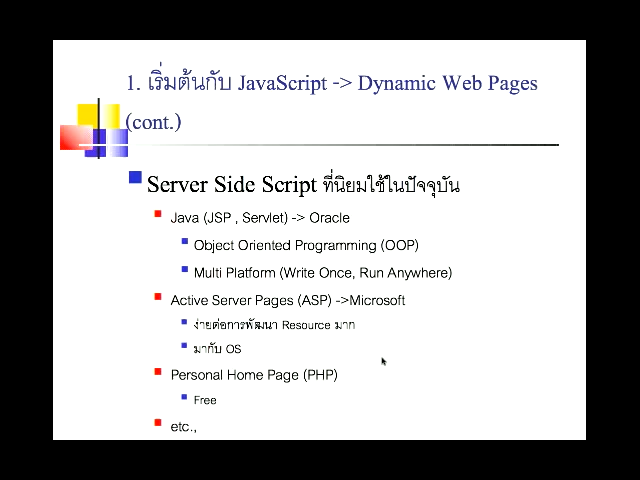 1. เริ่มต้นกับ JavaScript -> Dynamic Web Pages
(cont.)
Server Side Script ที่นิยมใช้ในปัจจุบัน
Java (JSP , Servlet) -> Oracle
Object Oriented Programming (OOP)
Multi Platform (Write Once, Run Anywhere)
Active Server Pages (ASP) ->Microsoft
ง่ายต่อการพัฒนา Resource มาก
มากับ OS
Personal Home Page (PHP)
Free
etc.,